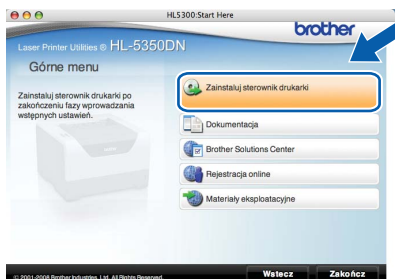 HL5300:Start Here
brother
Laser Printer Utilities ® HL-5350DN
Górne menu
Zainstaluj sterownik drukarki po
zakończeniu fazy wprowadzania
wstępnych ustawień.
Zainstaluj sterownik drukarki
Dokumentacja
Brother Solutions Center
Rejestracja online
Materiały eksploatacyjne
© 2001-2008 Brother Industries, Ltd. All Rights Reserved.
Wstecz
Zakończ